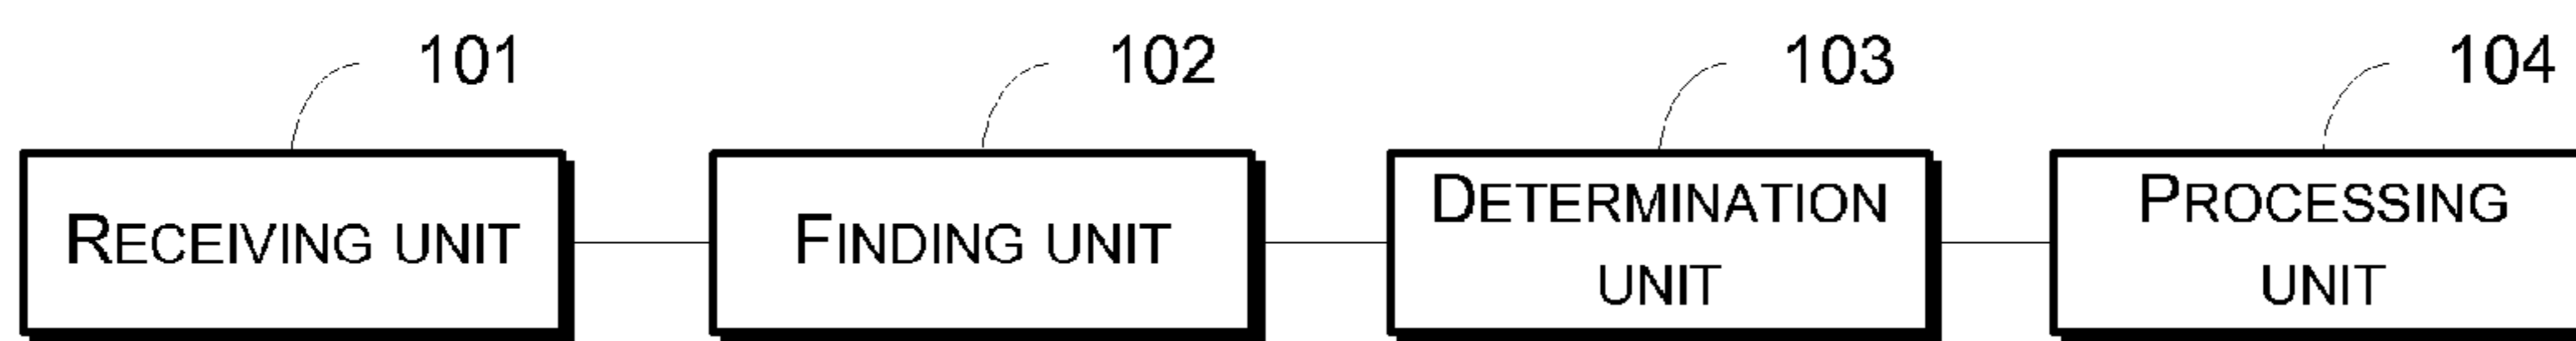 101 102 103 104
RECEIVING UNIT FINDING UNIT DETERMINATION UNIT PROCESSING UNIT